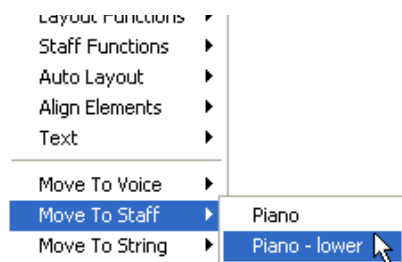 Layout Functions
Staff Functions
Auto Layout
Align Elements
Text
Move To Voice
Move To Staff
Piano
Move To String
Piano - lower